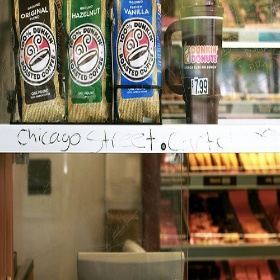 ORIGINAL
HAZELNUT
VANILLA
100% DUNKIN'
ROASTED COFFEE
100% DUNKIN'
ROASTED COFFEE
100% DUNKIN'
ROASTED COFFEE
DUNKIN'
DONUTS
7.99
Chicago Street.